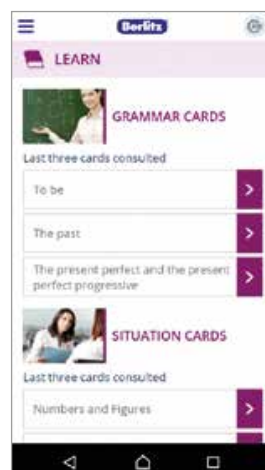 Berlitz
LEARN
GRAMMAR CARDS
Last three cards consulted
To be
The past
The present perfect and the present
perfect progressive
SITUATION CARDS
Last three cards consulted
Numbers and Figures